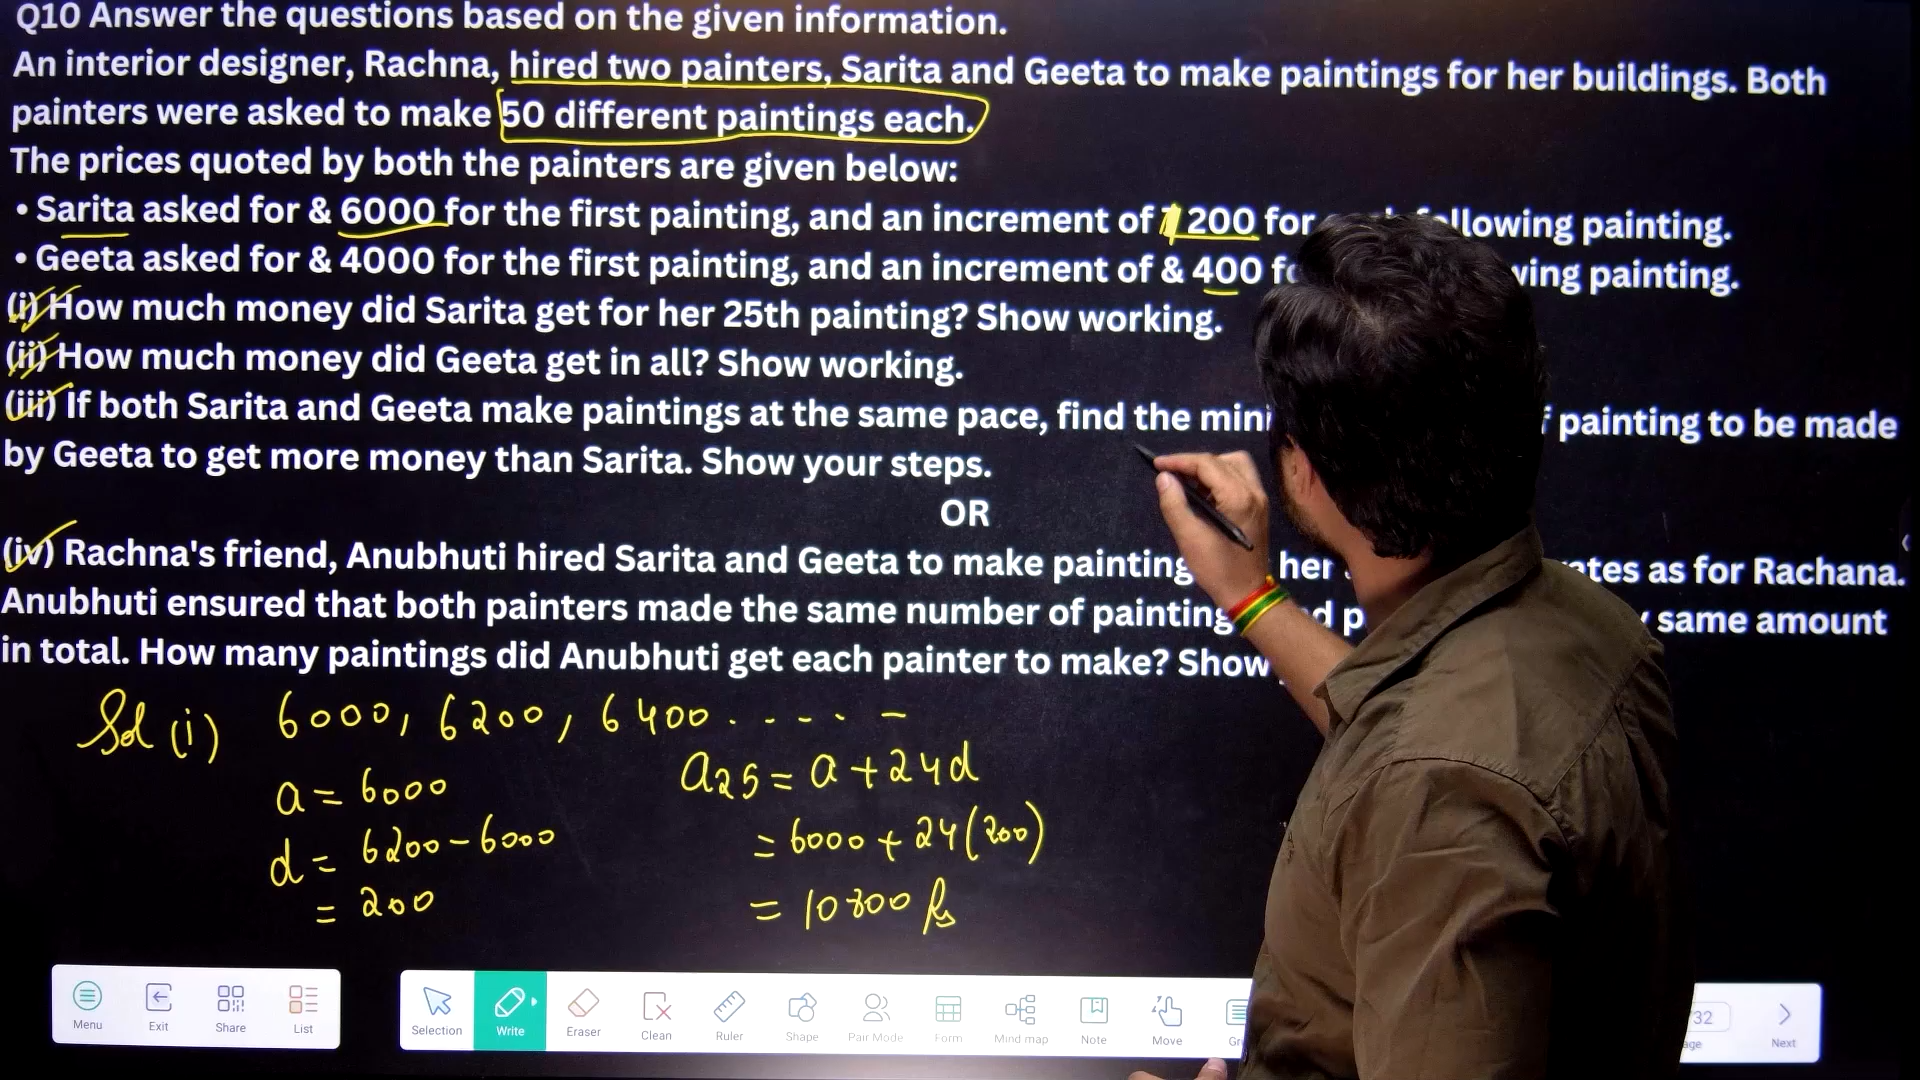 Q10 Answer the questions based on the given information.
An interior designer, Rachna, hired two painters, Sarita and Geeta to make paintings for her buildings. Both
painters were asked to make 50 different paintings each.
The prices quoted by both the painters are given below:
• Sarita asked for & 6000 for the first painting, and an increment of 200 for following painting.
• Geeta asked for & 4000 for the first painting, and an increment of & 400 painting.
(i) How much money did Sarita get for her 25th painting? Show working.
(ii) How much money did Geeta get in all? Show working.
(iii) If both Sarita and Geeta make paintings at the same pace, find the painting to be made
by Geeta to get more money than Sarita. Show your steps.
OR
(iv) Rachna's friend, Anubhuti hired Sarita and Geeta to make painting her as for Rachana.
Anubhuti ensured that both painters made the same number of same amount
in total. How many paintings did Anubhuti get each painter to make? Show
Sol (i) 6000, 6200, 6400 . - - - . -
a = 6000
a25 = a + 24d
d = 6200 - 6000
= 6000 + 24(200)
= 200
= 10800 Rs
Menu Exit Share List Selection Write Eraser Clean Ruler Shape Pair Mode Form Mind map Note Move 32 Next